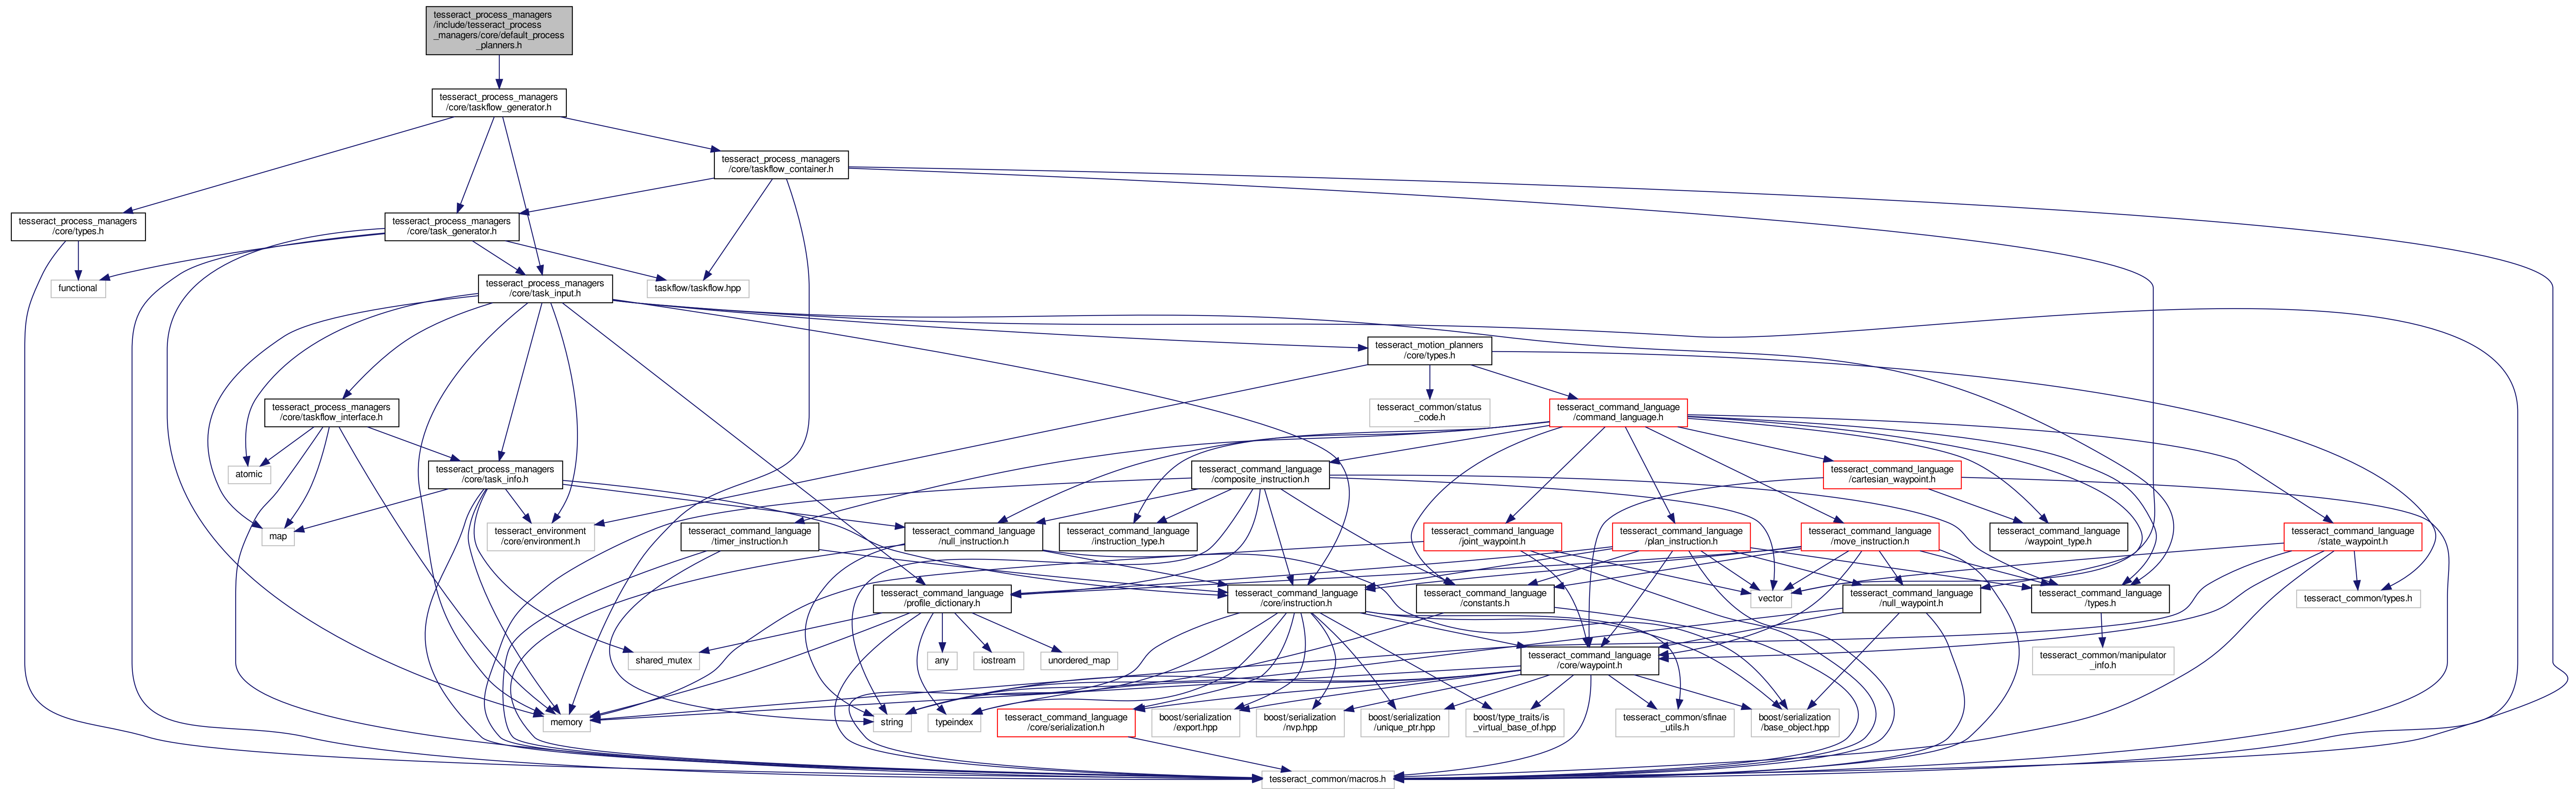 tesseract_process_managers
/include/tesseract_process
_managers/core/default_process
_planners.h
tesseract_process_managers
/core/taskflow_generator.h
tesseract_process_managers
/core/taskflow_container.h
tesseract_process_managers
/core/types.h
tesseract_process_managers
/core/task_generator.h
functional
tesseract_process_managers
/core/task_input.h
taskflow/taskflow.hpp
tesseract_motion_planners
/core/types.h
tesseract_process_managers
/core/taskflow_interface.h
tesseract_common/status
_code.h
tesseract_command_language
/command_language.h
atomic
tesseract_process_managers
/core/task_info.h
tesseract_command_language
/composite_instruction.h
tesseract_command_language
/cartesian_waypoint.h
map
tesseract_environment
/core/environment.h
tesseract_command_language
/timer_instruction.h
tesseract_command_language
/null_instruction.h
tesseract_command_language
/instruction_type.h
tesseract_command_language
/joint_waypoint.h
tesseract_command_language
/plan_instruction.h
tesseract_command_language
/move_instruction.h
tesseract_command_language
/waypoint_type.h
tesseract_command_language
/state_waypoint.h
tesseract_command_language
/profile_dictionary.h
tesseract_command_language
/core/instruction.h
tesseract_command_language
/constants.h
vector
tesseract_command_language
/null_waypoint.h
tesseract_command_language
/types.h
tesseract_common/types.h
shared_mutex
any
iostream
unordered_map
tesseract_command_language
/core/waypoint.h
tesseract_common/manipulator
_info.h
memory
string
typeindex
tesseract_command_language
/core/serialization.h
boost/serialization
/export.hpp
boost/serialization
/nvp.hpp
boost/serialization
/unique_ptr.hpp
boost/type_traits/is
_virtual_base_of.hpp
tesseract_common/sfinae
_utils.h
boost/serialization
/base_object.hpp
tesseract_common/macros.h